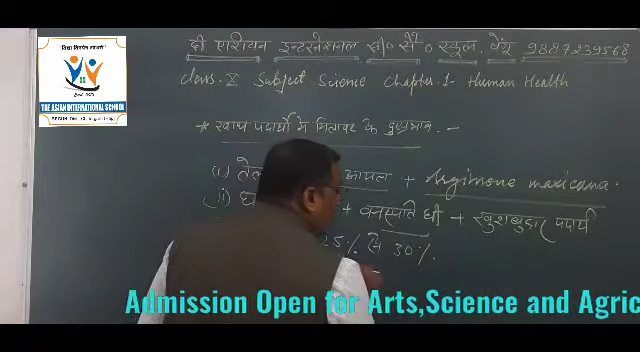 दी एशियन इन्टरनेशनल सी० सै० स्कूल, बेगूं 9887239568
Class-X Subject Science Chapter-1- Human Health
* खाद्य पदार्थो में मिलावट के दुष्प्रभाव -
(i) तेल आयल + Argimone maxicana.
(ii) + वनस्पति घी + खुशबुदार पदार्थ
25% से 30%.
THE ASIAN INTERNATIONAL SCHOOL
Admission Open for Arts,Science and Agric